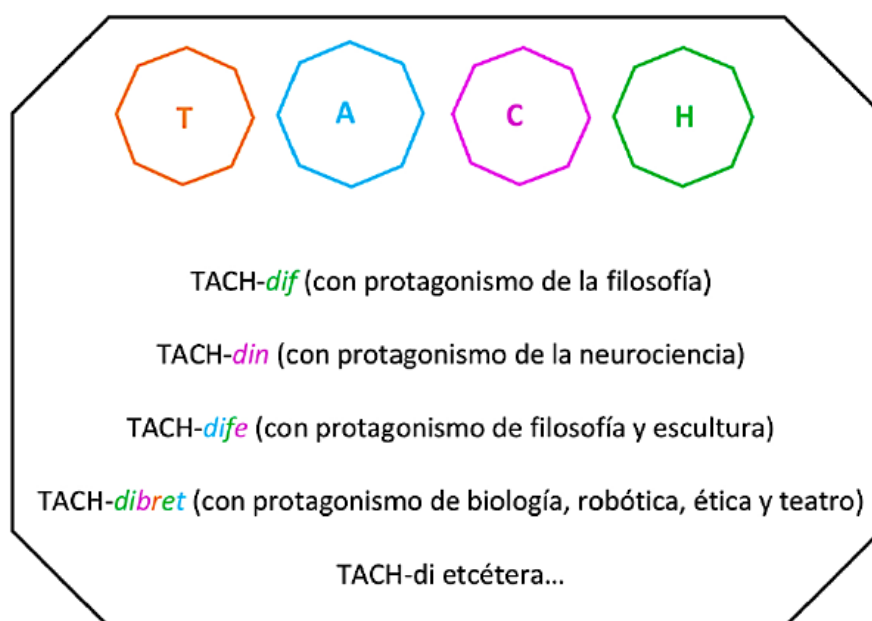 T A C H
TACH-dif (con protagonismo de la filosofía)
TACH-din (con protagonismo de la neurociencia)
TACH-dife (con protagonismo de filosofía y escultura)
TACH-dibret (con protagonismo de biología, robótica, ética y teatro)
TACH-di etcétera...